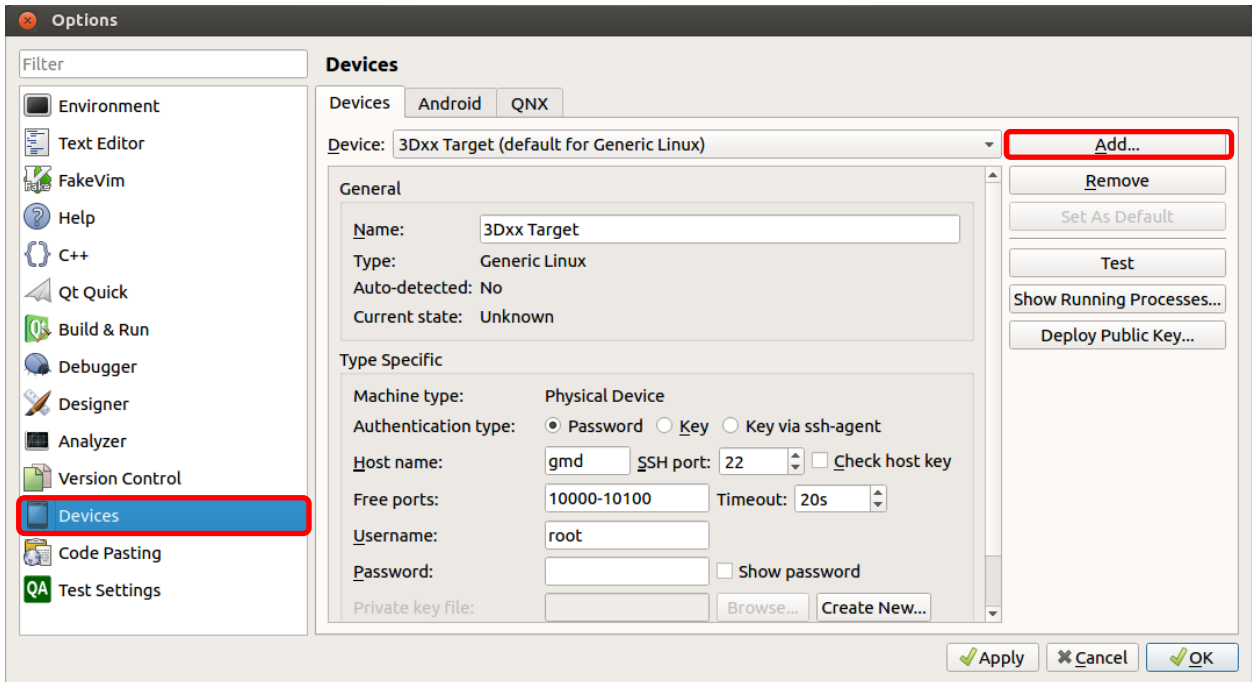 Options
Filter
Environment
Text Editor
FakeVim
Help
C++
Qt Quick
Build & Run
Debugger
Designer
Analyzer
Version Control
Devices
Code Pasting
QA Test Settings
Devices
Devices Android QNX
Device: 3Dxx Target (default for Generic Linux)
General
Name: 3Dxx Target
Type: Generic Linux
Auto-detected: No
Current state: Unknown
Type Specific
Machine type: Physical Device
Authentication type: Password Key Key via ssh-agent
Host name: gmd SSH port: 22 Check host key
Free ports: 10000-10100 Timeout: 20s
Username: root
Password: Show password
Private key file: Browse... Create New...
Add...
Remove
Set As Default
Test
Show Running Processes...
Deploy Public Key...
Apply Cancel OK